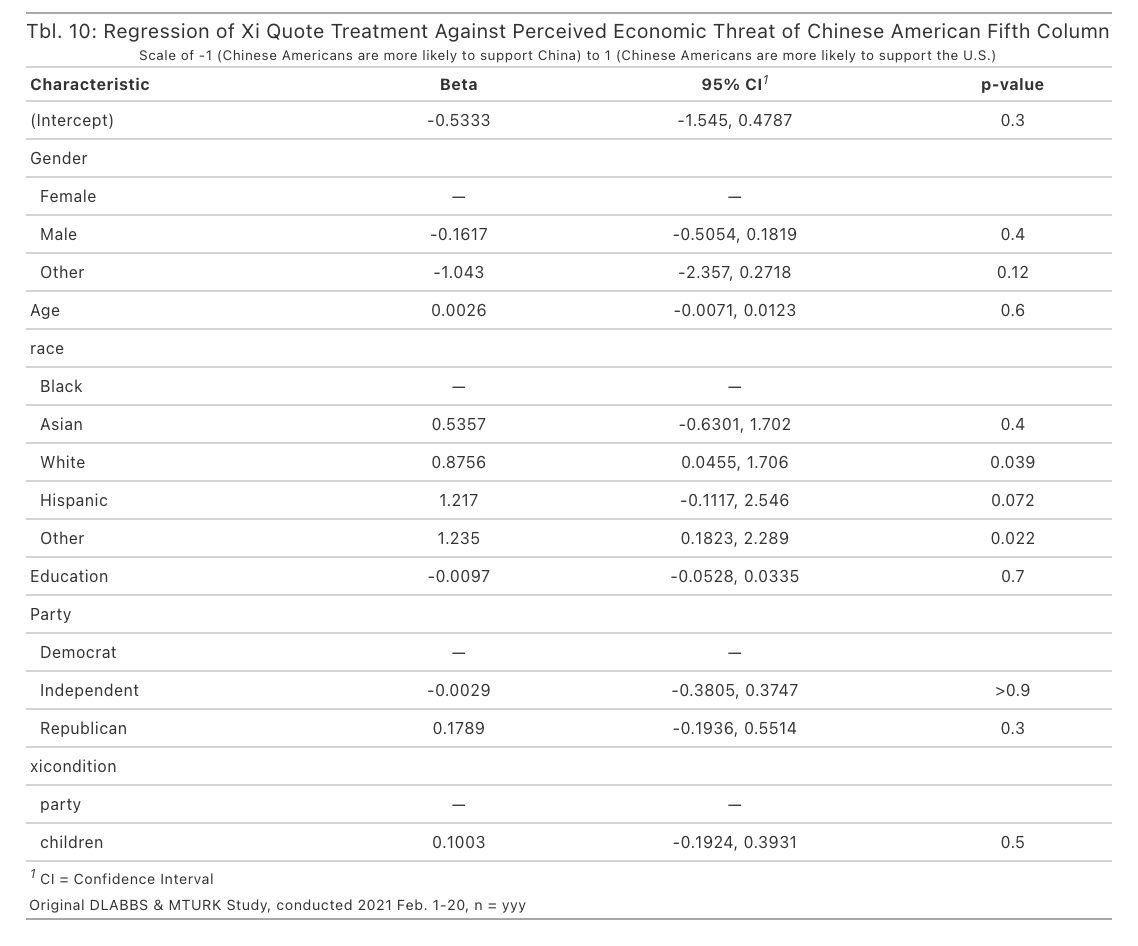 Tbl. 10: Regression of Xi Quote Treatment Against Perceived Economic Threat of Chinese American Fifth Column
Scale of -1 (Chinese Americans are more likely to support China) to 1 (Chinese Americans are more likely to support the U.S.)
Characteristic Beta 95% CI1 p-value
(Intercept) -0.5333 -1.545, 0.4787 0.3
Gender
Female — —
Male -0.1617 -0.5054, 0.1819 0.4
Other -1.043 -2.357, 0.2718 0.12
Age 0.0026 -0.0071, 0.0123 0.6
race
Black — —
Asian 0.5357 -0.6301, 1.702 0.4
White 0.8756 0.0455, 1.706 0.039
Hispanic 1.217 -0.1117, 2.546 0.072
Other 1.235 0.1823, 2.289 0.022
Education -0.0097 -0.0528, 0.0335 0.7
Party
Democrat — —
Independent -0.0029 -0.3805, 0.3747 >0.9
Republican 0.1789 -0.1936, 0.5514 0.3
xicondition
party — —
children 0.1003 -0.1924, 0.3931 0.5
1 CI = Confidence Interval
Original DLABBS & MTURK Study, conducted 2021 Feb. 1-20, n = yyy